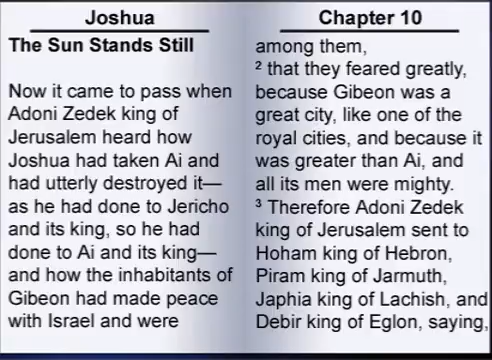 Joshua
The Sun Stands Still
Now it came to pass when
Adoni Zedek king of
Jerusalem heard how
Joshua had taken Ai and
had utterly destroyed it—
as he had done to Jericho
and its king, so he had
done to Ai and its king—
and how the inhabitants of
Gibeon had made peace
with Israel and were
Chapter 10
among them,
² that they feared greatly,
because Gibeon was a
great city, like one of the
royal cities, and because it
was greater than Ai, and
all its men were mighty.
³ Therefore Adoni Zedek
king of Jerusalem sent to
Hoham king of Hebron,
Piram king of Jarmuth,
Japhia king of Lachish, and
Debir king of Eglon, saying,